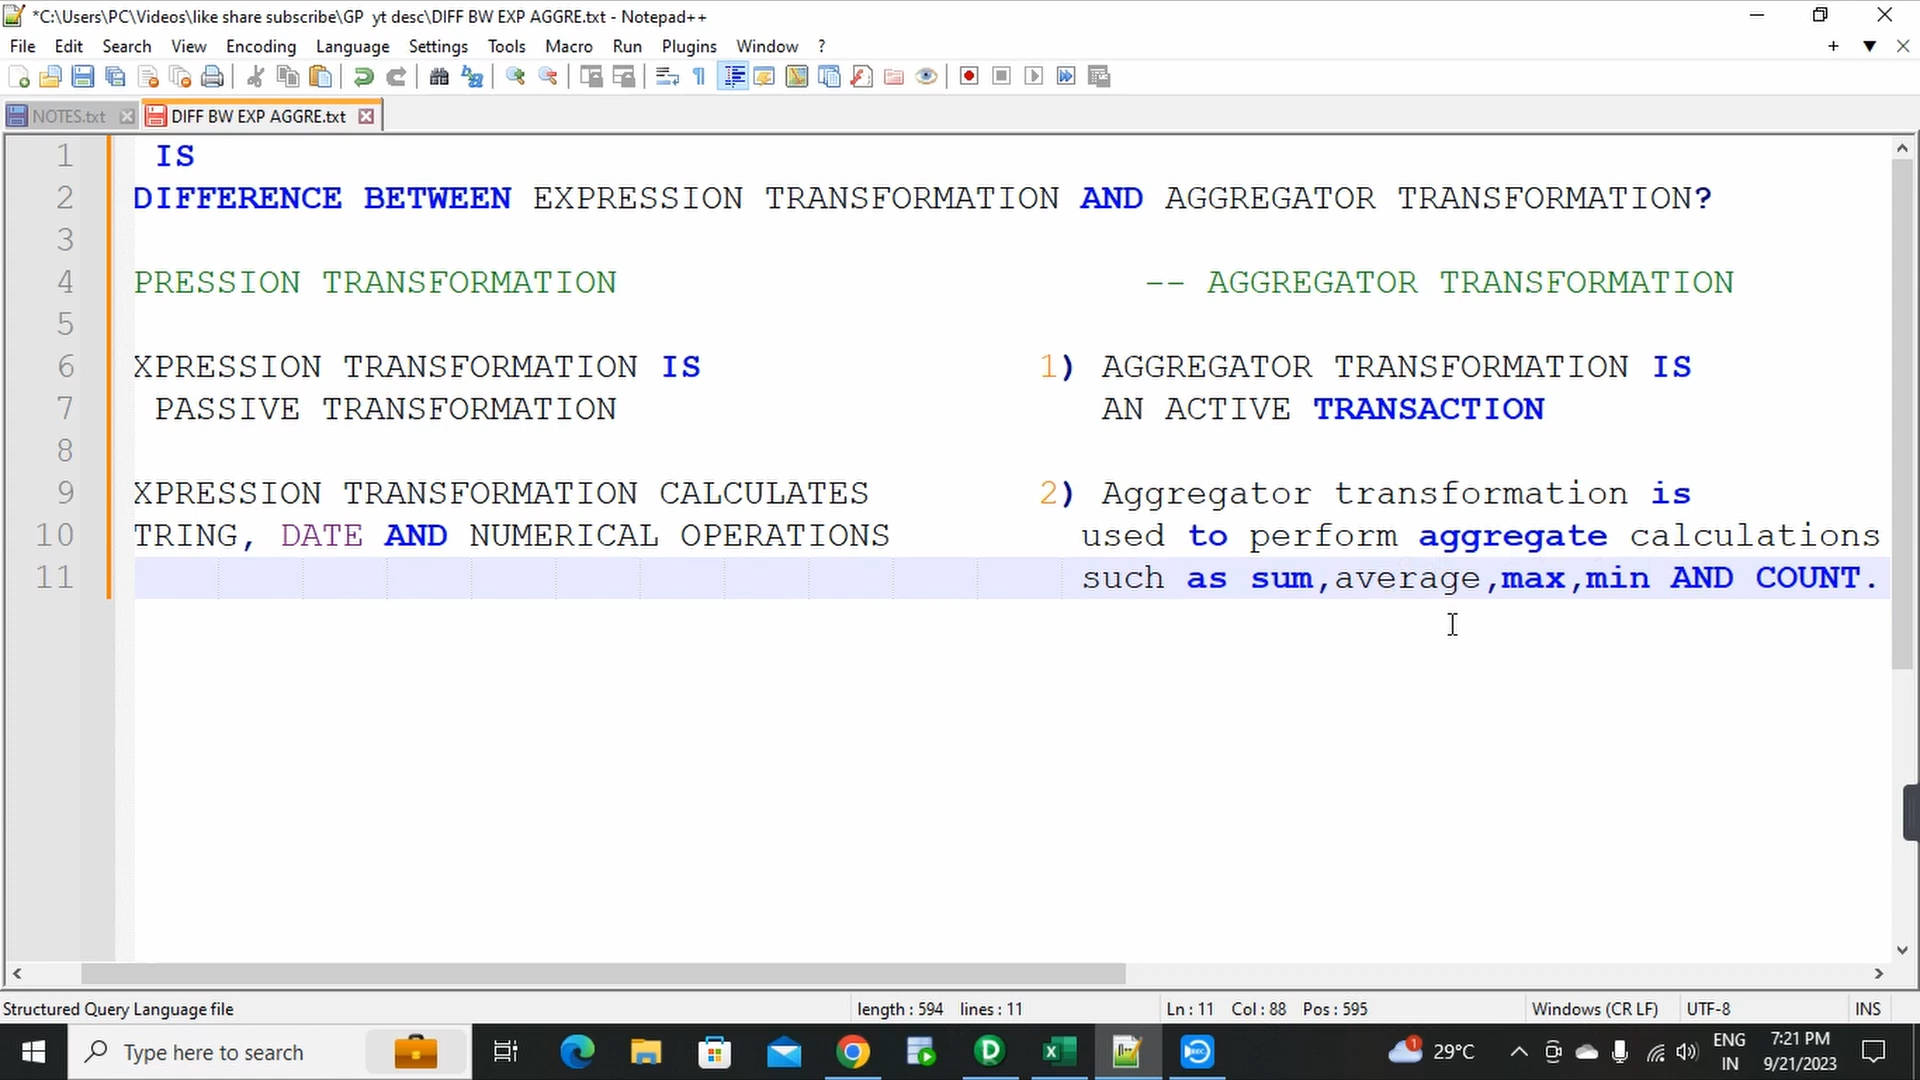 *C:\Users\PC\Videos\like share subscribe\GP yt desc\DIFF BW EXP AGGRE.txt - Notepad++
File Edit Search View Encoding Language Settings Tools Macro Run Plugins Window ?
NOTES.txt DIFF BW EXP AGGRE.txt
1 IS
2 DIFFERENCE BETWEEN EXPRESSION TRANSFORMATION AND AGGREGATOR TRANSFORMATION?
3
4 PRESSION TRANSFORMATION -- AGGREGATOR TRANSFORMATION
5
6 XPRESSION TRANSFORMATION IS 1) AGGREGATOR TRANSFORMATION IS
7 PASSIVE TRANSFORMATION AN ACTIVE TRANSACTION
8
9 XPRESSION TRANSFORMATION CALCULATES 2) Aggregator transformation is
10 TRING, DATE AND NUMERICAL OPERATIONS used to perform aggregate calculations
11 such as sum,average,max,min AND COUNT.
Structured Query Language file length : 594 lines : 11 Ln : 11 Col : 88 Pos : 595 Windows (CR LF) UTF-8 INS
Type here to search 1 29°C ENG IN 7:21 PM 9/21/2023